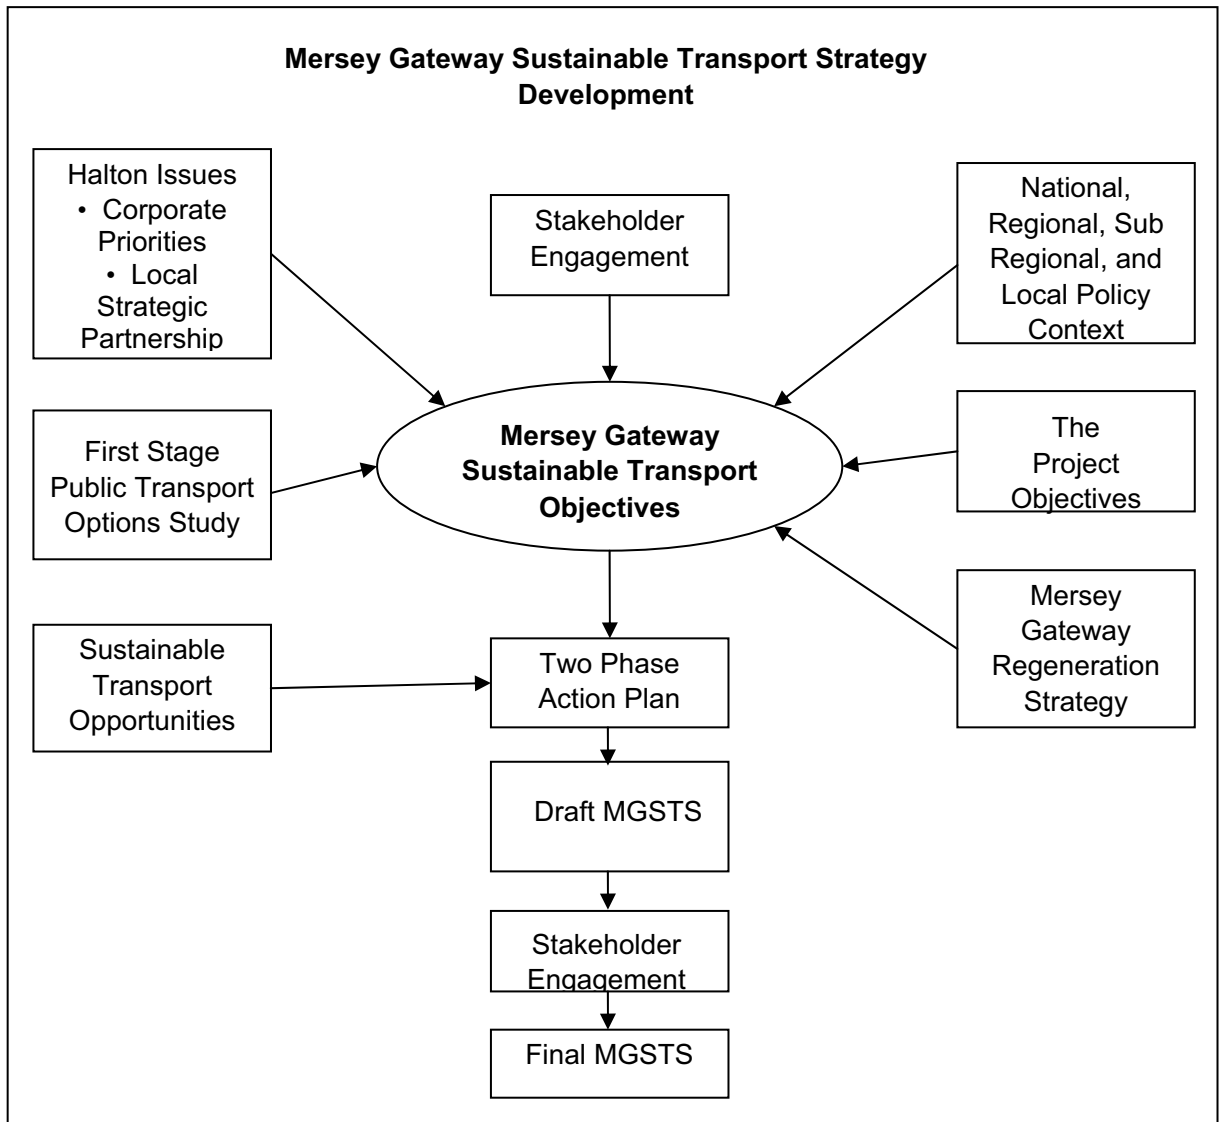 Mersey Gateway Sustainable Transport Strategy
Development
Halton Issues
• Corporate
Priorities
• Local
Strategic
Partnership
Stakeholder
Engagement
National,
Regional, Sub
Regional, and
Local Policy
Context
First Stage
Public Transport
Options Study
Mersey Gateway
Sustainable Transport
Objectives
The
Project
Objectives
Sustainable
Transport
Opportunities
Two Phase
Action Plan
Mersey
Gateway
Regeneration
Strategy
Draft MGSTS
Stakeholder
Engagement
Final MGSTS